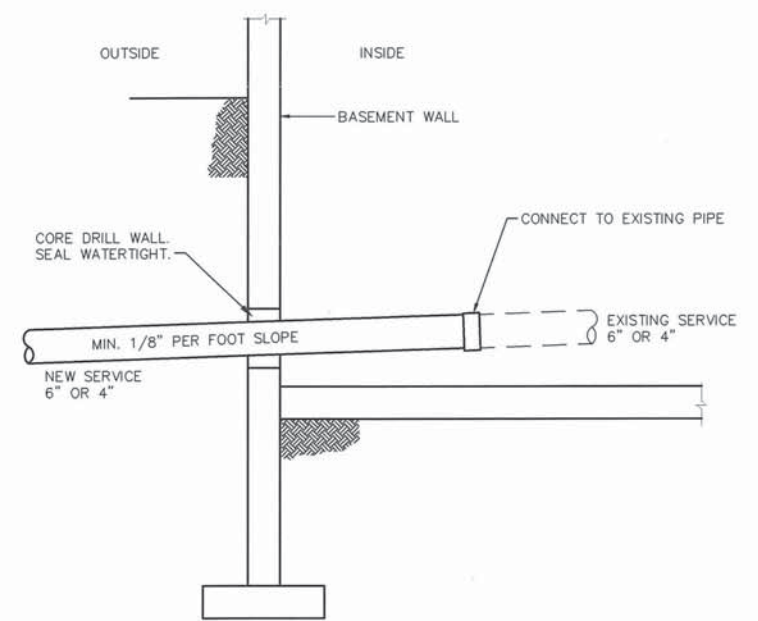 OUTSIDE
INSIDE
BASEMENT WALL
CONNECT TO EXISTING PIPE
CORE DRILL WALL.
SEAL WATERTIGHT.
EXISTING SERVICE
6" OR 4"
MIN. 1/8" PER FOOT SLOPE
NEW SERVICE
6" OR 4"